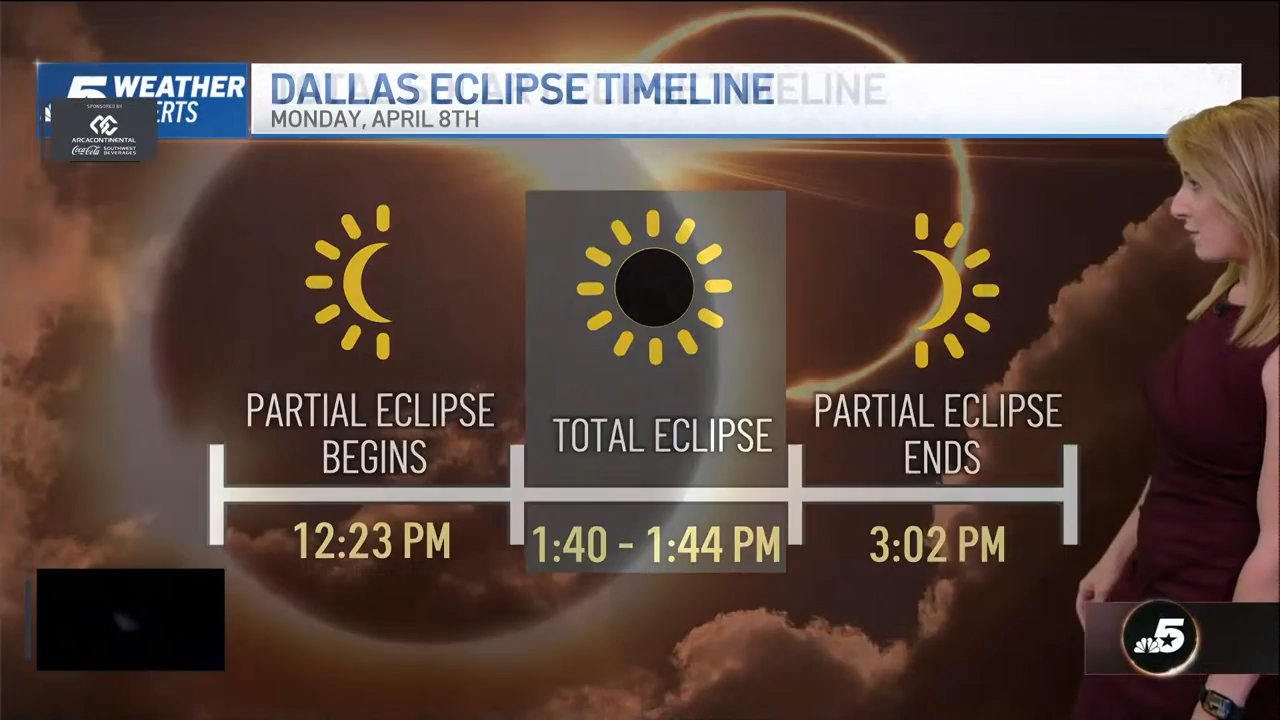 5 WEATHER
DALLAS ECLIPSE TIMELINE
MONDAY, APRIL 8TH
SPONSORED BY
ERTS
ARCACONTINENTAL
Coca-Cola SOUTHWEST
BEVERAGES
PARTIAL ECLIPSE
BEGINS
TOTAL ECLIPSE
PARTIAL ECLIPSE
ENDS
12:23 PM
1:40 - 1:44 PM
3:02 PM
5